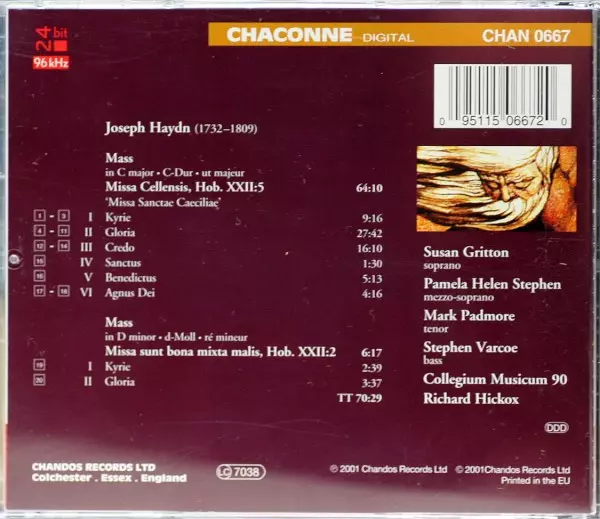 24 bit
96 kHz
CHACONNE DIGITAL
CHAN 0667
0 95115 06672 0
Joseph Haydn (1732–1809)
Mass
in C major • C-Dur • ut majeur
Missa Cellensis, Hob. XXII:5 64:10
‘Missa Sanctae Caeciliae’
1 - 3 I Kyrie 9:16
4 - 11 II Gloria 27:42
12 - 14 III Credo 16:10
15 IV Sanctus 1:30
16 V Benedictus 5:13
17 - 18 VI Agnus Dei 4:16
Mass
in D minor • d-Moll • ré mineur
Missa sunt bona mixta malis, Hob. XXII:2 6:17
19 I Kyrie 2:39
20 II Gloria 3:37
TT 70:29
Susan Gritton
soprano
Pamela Helen Stephen
mezzo-soprano
Mark Padmore
tenor
Stephen Varcoe
bass
Collegium Musicum 90
Richard Hickox
DDD
CHANDOS RECORDS LTD
Colchester . Essex . England
LC 7038
℗ 2001 Chandos Records Ltd © 2001Chandos Records Ltd
Printed in the EU